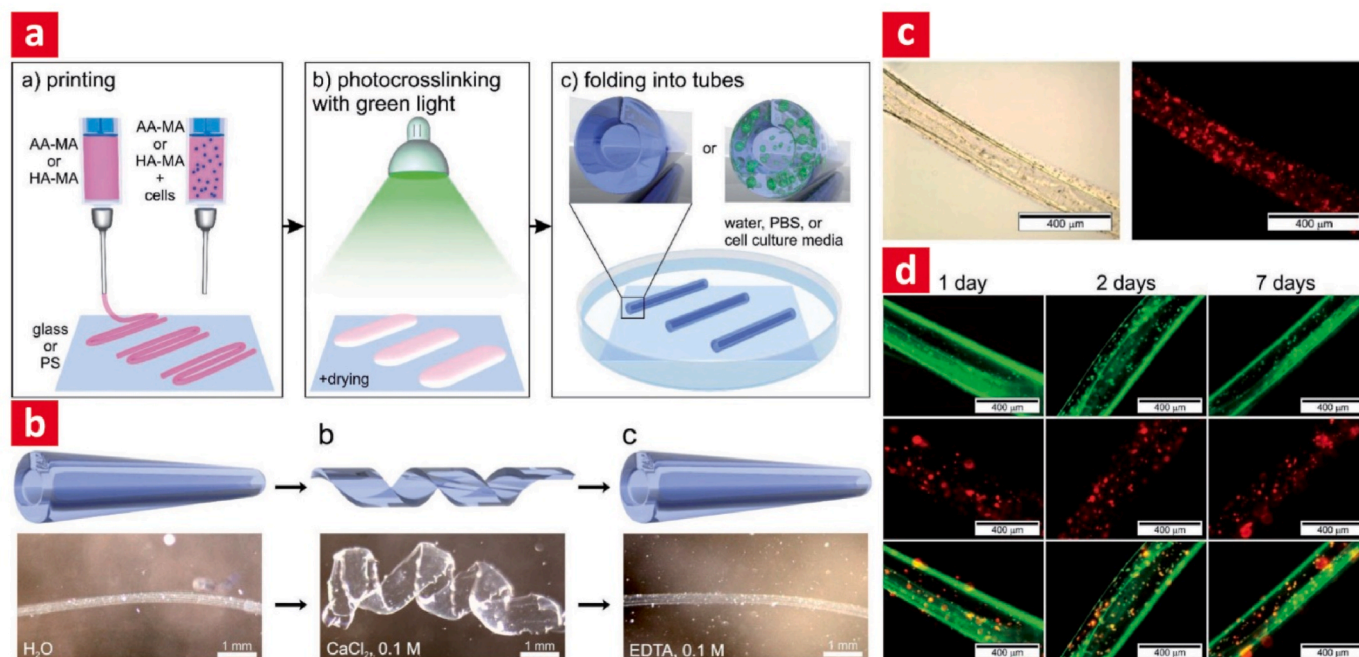 a
a) printing
AA-MA
or
HA-MA
AA-MA
or
HA-MA
+
cells
glass
or
PS
b) photocrosslinking
with green light
+drying
c) folding into tubes
or
water, PBS, or
cell culture media
b
b
c
H₂O
1 mm
CaCl₂, 0.1 M
1 mm
EDTA, 0.1 M
1 mm
c
400 µm
400 µm
d
1 day
2 days
7 days
400 µm
400 µm
400 µm
400 µm
400 µm
400 µm
400 µm
400 µm
400 µm